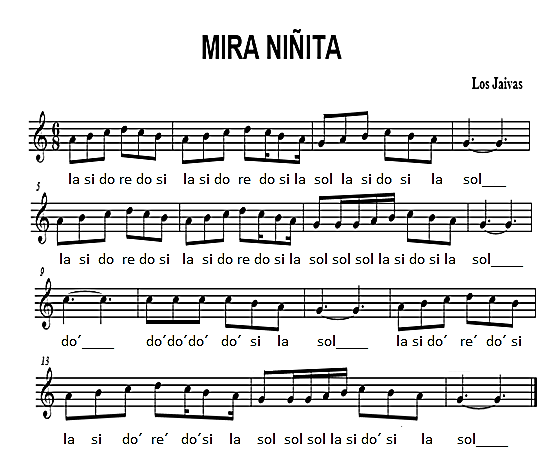 MIRA NIÑITA
Los Jaivas
6
8
la si do re do si la si do re do si la sol la si do si la sol___
5
la si do re do si la si do re do si la sol sol sol la si do si la sol____
9
do´____ do´do´do´ do´ si la sol____ la si do´ re´ do´ si
13
la si do´ re´ do´si la sol sol sol la si do´ si la sol____